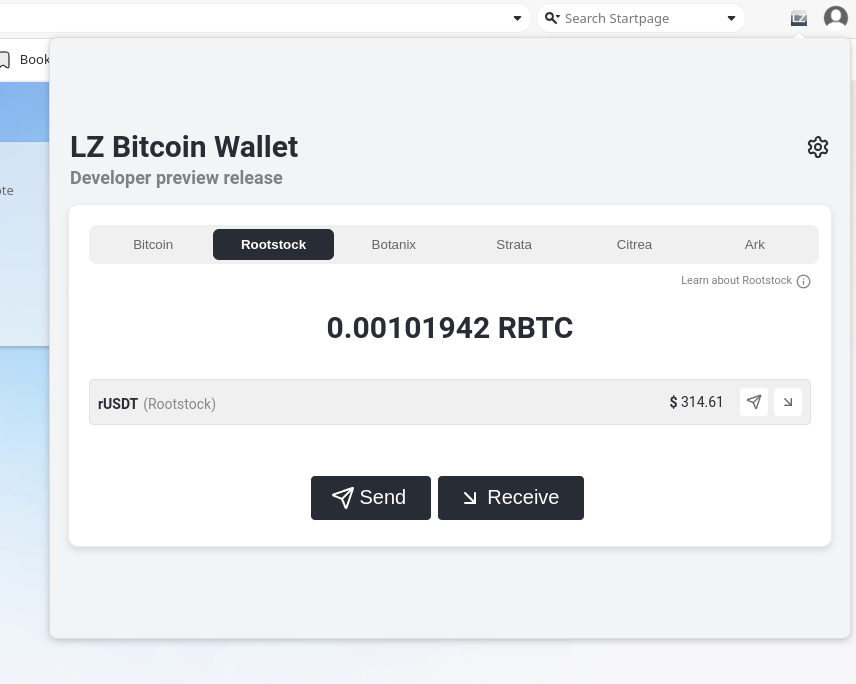 Search Startpage
LZ
Book
LZ Bitcoin Wallet
Developer preview release
ote
Bitcoin Rootstock Botanix Strata Citrea Ark
Learn about Rootstock
0.00101942 RBTC
rUSDT (Rootstock) $ 314.61
Send Receive